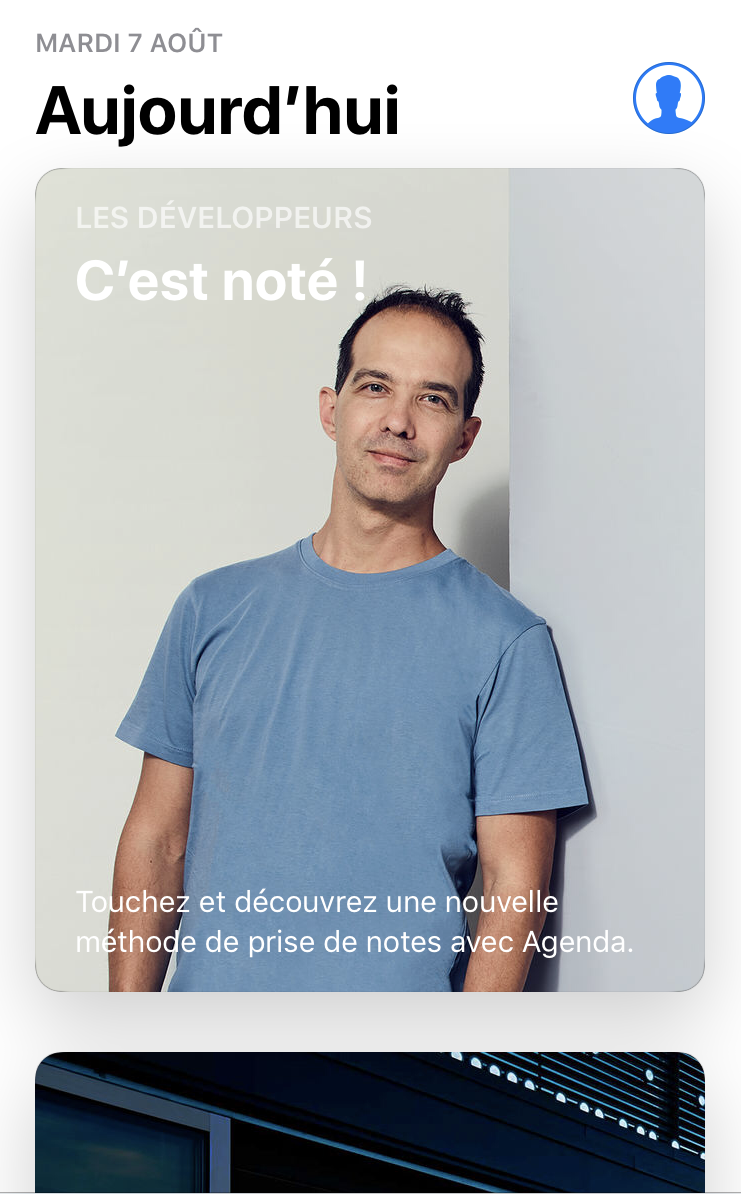 MARDI 7 AOÛT
Aujourd’hui
LES DÉVELOPPEURS
C’est noté !
Touchez et découvrez une nouvelle
méthode de prise de notes avec Agenda.